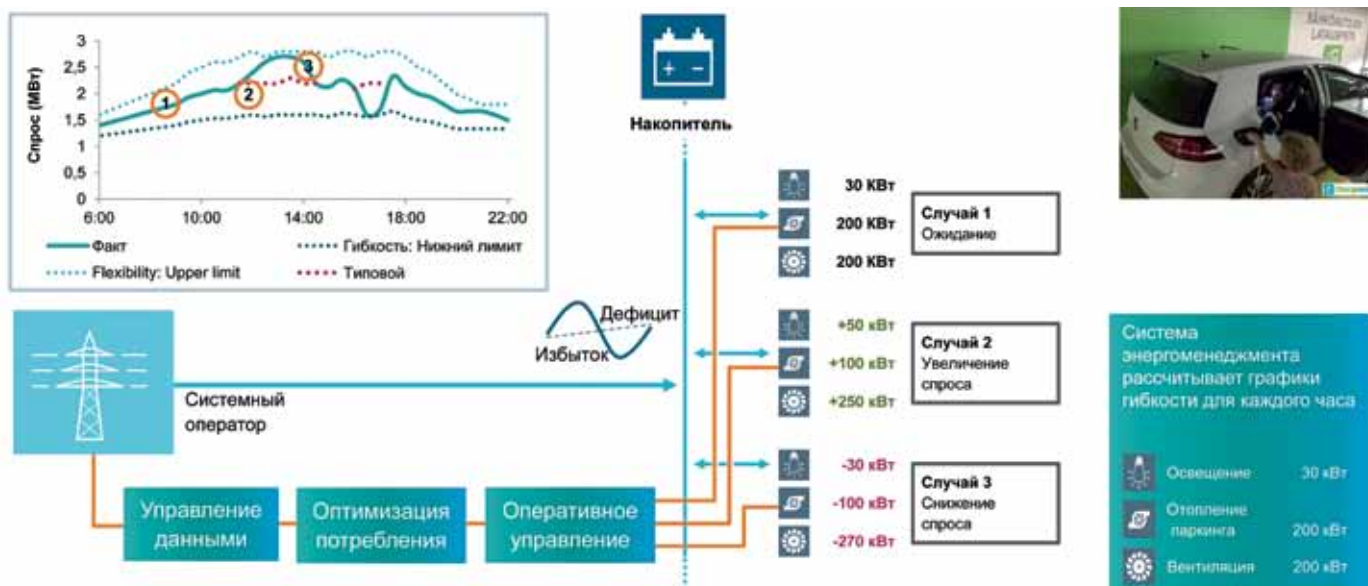 3
2,5
2
1,5
1
0,5
0
Спрос (МВт)
1
2
3
6:00
10:00
14:00
18:00
22:00
Факт
Гибкость: Нижний лимит
Flexibility: Upper limit
Типовой
Накопитель
30 КВт
200 КВт
200 КВт
Случай 1
Ожидание
Дефицит
Избыток
Системный
оператор
+50 кВт
+100 кВт
+250 кВт
Случай 2
Увеличение
спроса
-30 кВт
-100 кВт
-270 кВт
Случай 3
Снижение
спроса
Управление
данными
Оптимизация
потребления
Оперативное
управление
Система
энергоменеджмента
рассчитывает графики
гибкости для каждого часа
Освещение
30 кВт
Отопление
паркинга
200 кВт
Вентиляция
200 кВт